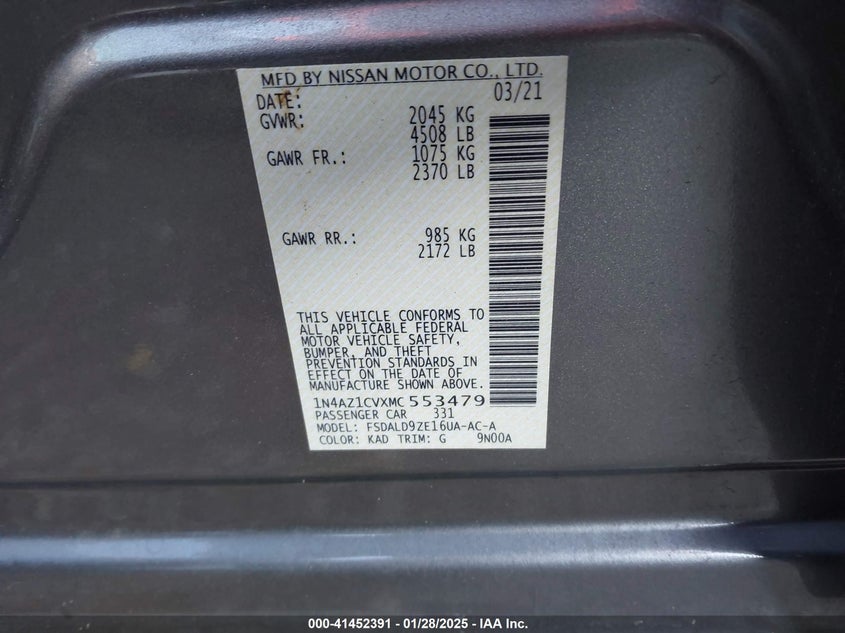 MFD BY NISSAN MOTOR CO., LTD.
DATE: 03/21
GVWR: 2045 KG
4508 LB
GAWR FR.: 1075 KG
2370 LB
GAWR RR.: 985 KG
2172 LB
THIS VEHICLE CONFORMS TO
ALL APPLICABLE FEDERAL
MOTOR VEHICLE SAFETY,
BUMPER, AND THEFT
PREVENTION STANDARDS IN
EFFECT ON THE DATE OF
MANUFACTURE SHOWN ABOVE.
1N4AZ1CVXMC 553479
PASSENGER CAR 331
MODEL: FSDALD9ZE16UA-AC-A
COLOR: KAD TRIM: G 9N00A
000-41452391 - 01/28/2025 - IAA Inc.